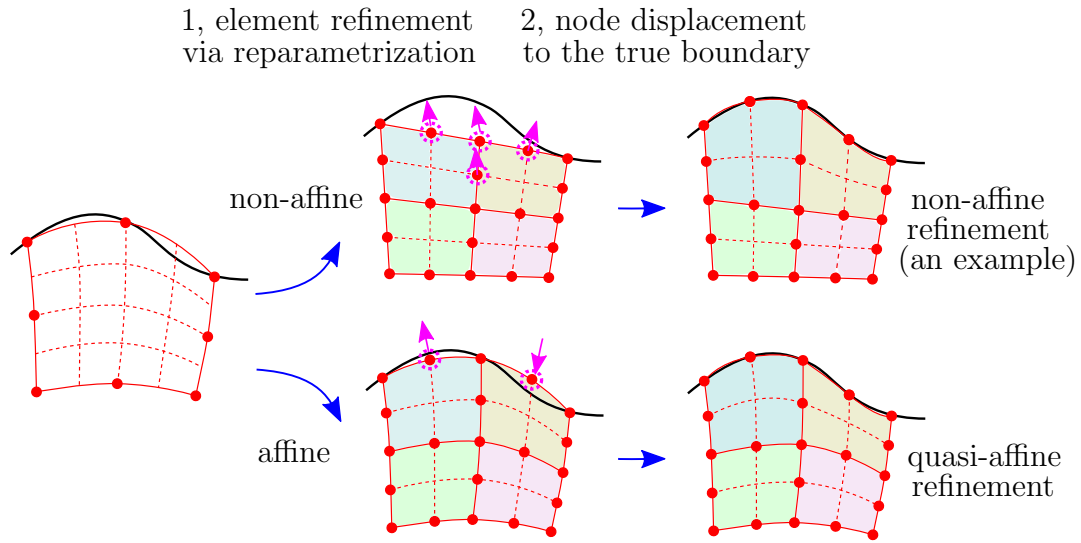 1, element refinement
via reparametrization
2, node displacement
to the true boundary
non-affine
non-affine
refinement
(an example)
affine
quasi-affine
refinement